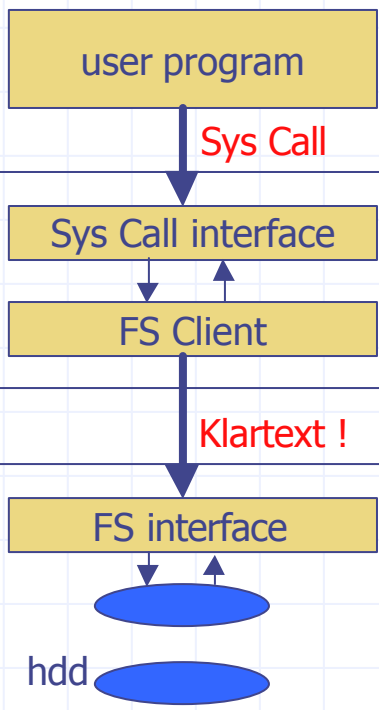 user program
Sys Call
Sys Call interface
FS Client
Klartext !
FS interface
hdd